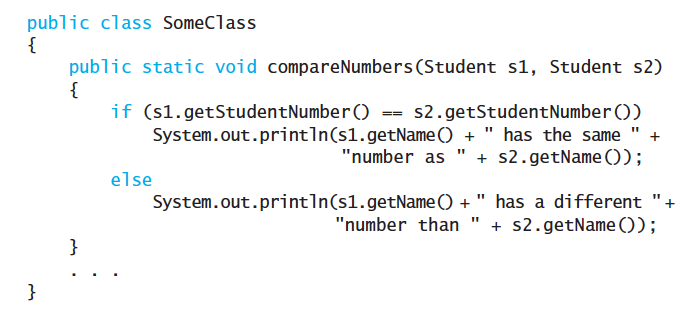 public class SomeClass
{
    public static void compareNumbers(Student s1, Student s2)
    {
        if (s1.getStudentNumber() == s2.getStudentNumber())
            System.out.println(s1.getName() + " has the same " +
                               "number as " + s2.getName());
        else
            System.out.println(s1.getName() + " has a different "+
                               "number than " + s2.getName());
    }
    . . .
}